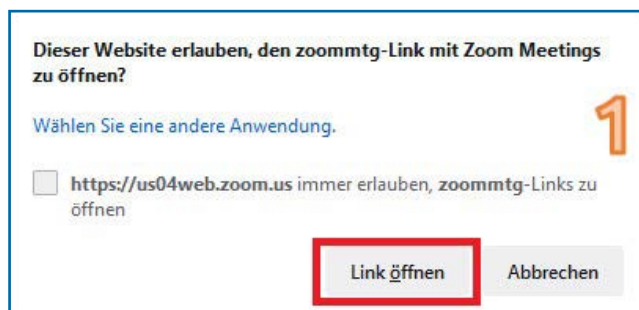 Dieser Website erlauben, den zoommtg-Link mit Zoom Meetings
zu öffnen?
Wählen Sie eine andere Anwendung.
1
https://us04web.zoom.us immer erlauben, zoommtg-Links zu
öffnen
Link öffnen
Abbrechen